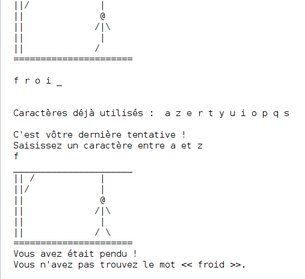 ||/ |
|| @
|| /|\
|| |
|| /
======================
f r o i _
Caractères déjà utilisés : a z e r t y u i o p q s
C'est vôtre dernière tentative !
Saisissez un caractère entre a et z
f
______________________
|| / |
||/ |
|| @
|| /|\
|| |
|| / \
======================
Vous avez était pendu !
Vous n'avez pas trouvez le mot << froid >>.